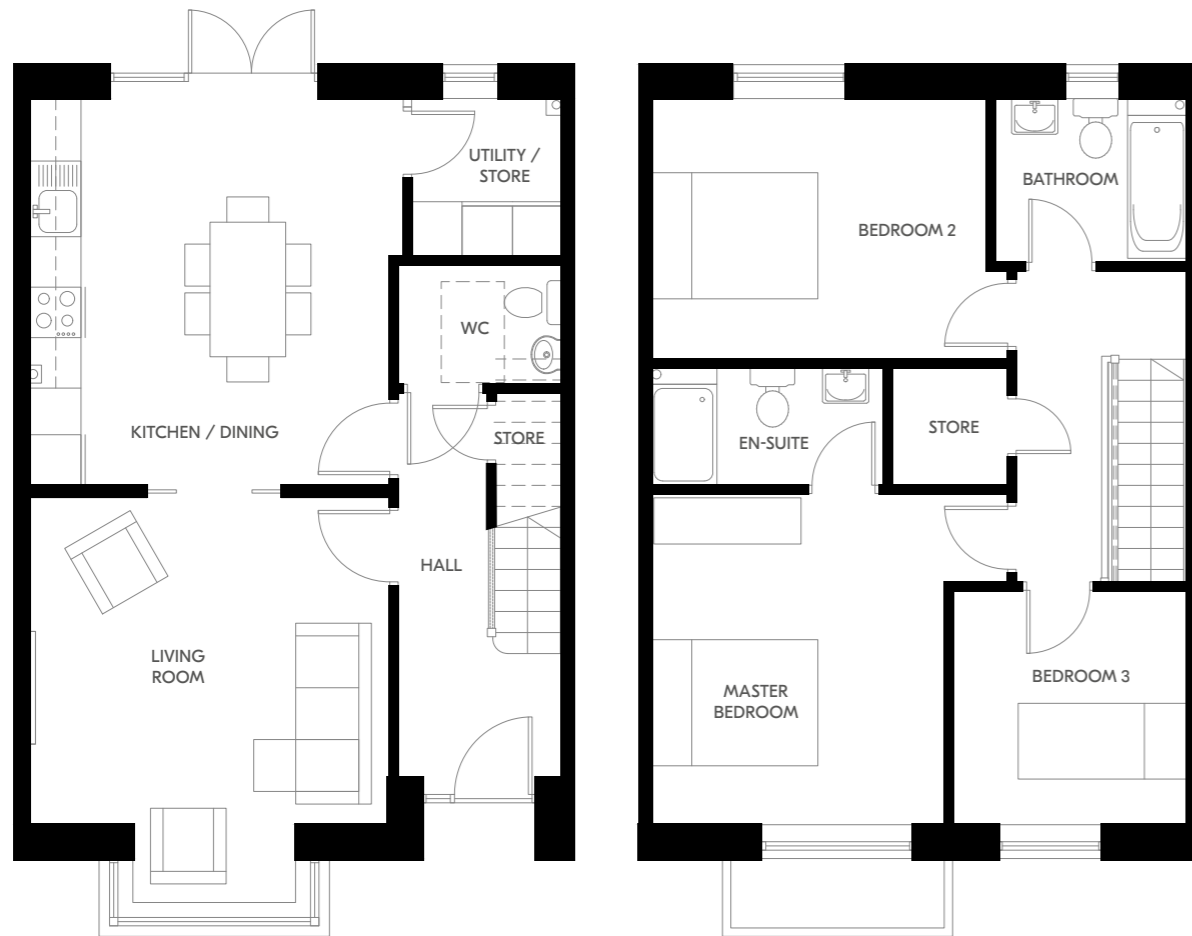 UTILITY /
STORE
WC
KITCHEN / DINING
STORE
HALL
LIVING
ROOM
BATHROOM
BEDROOM 2
EN-SUITE
STORE
MASTER
BEDROOM
BEDROOM 3